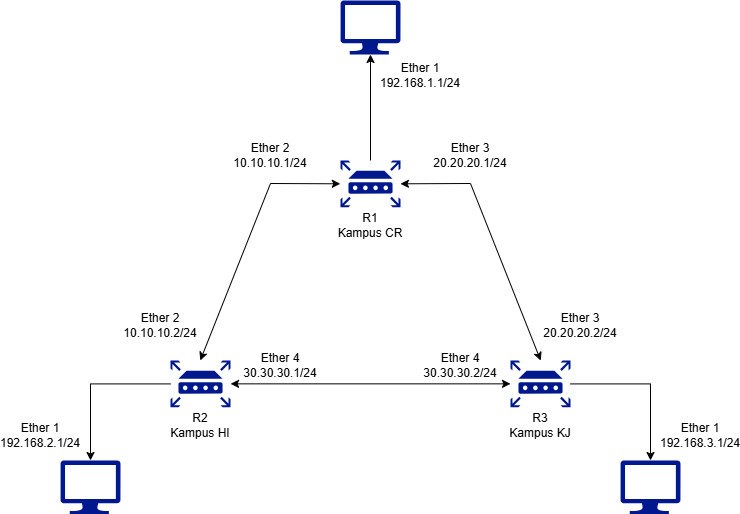 Ether 1
192.168.1.1/24
Ether 2
10.10.10.1/24
Ether 3
20.20.20.1/24
R1
Kampus CR
Ether 2
10.10.10.2/24
Ether 3
20.20.20.2/24
Ether 4
30.30.30.1/24
Ether 4
30.30.30.2/24
R2
Kampus HI
R3
Kampus KJ
Ether 1
192.168.2.1/24
Ether 1
192.168.3.1/24